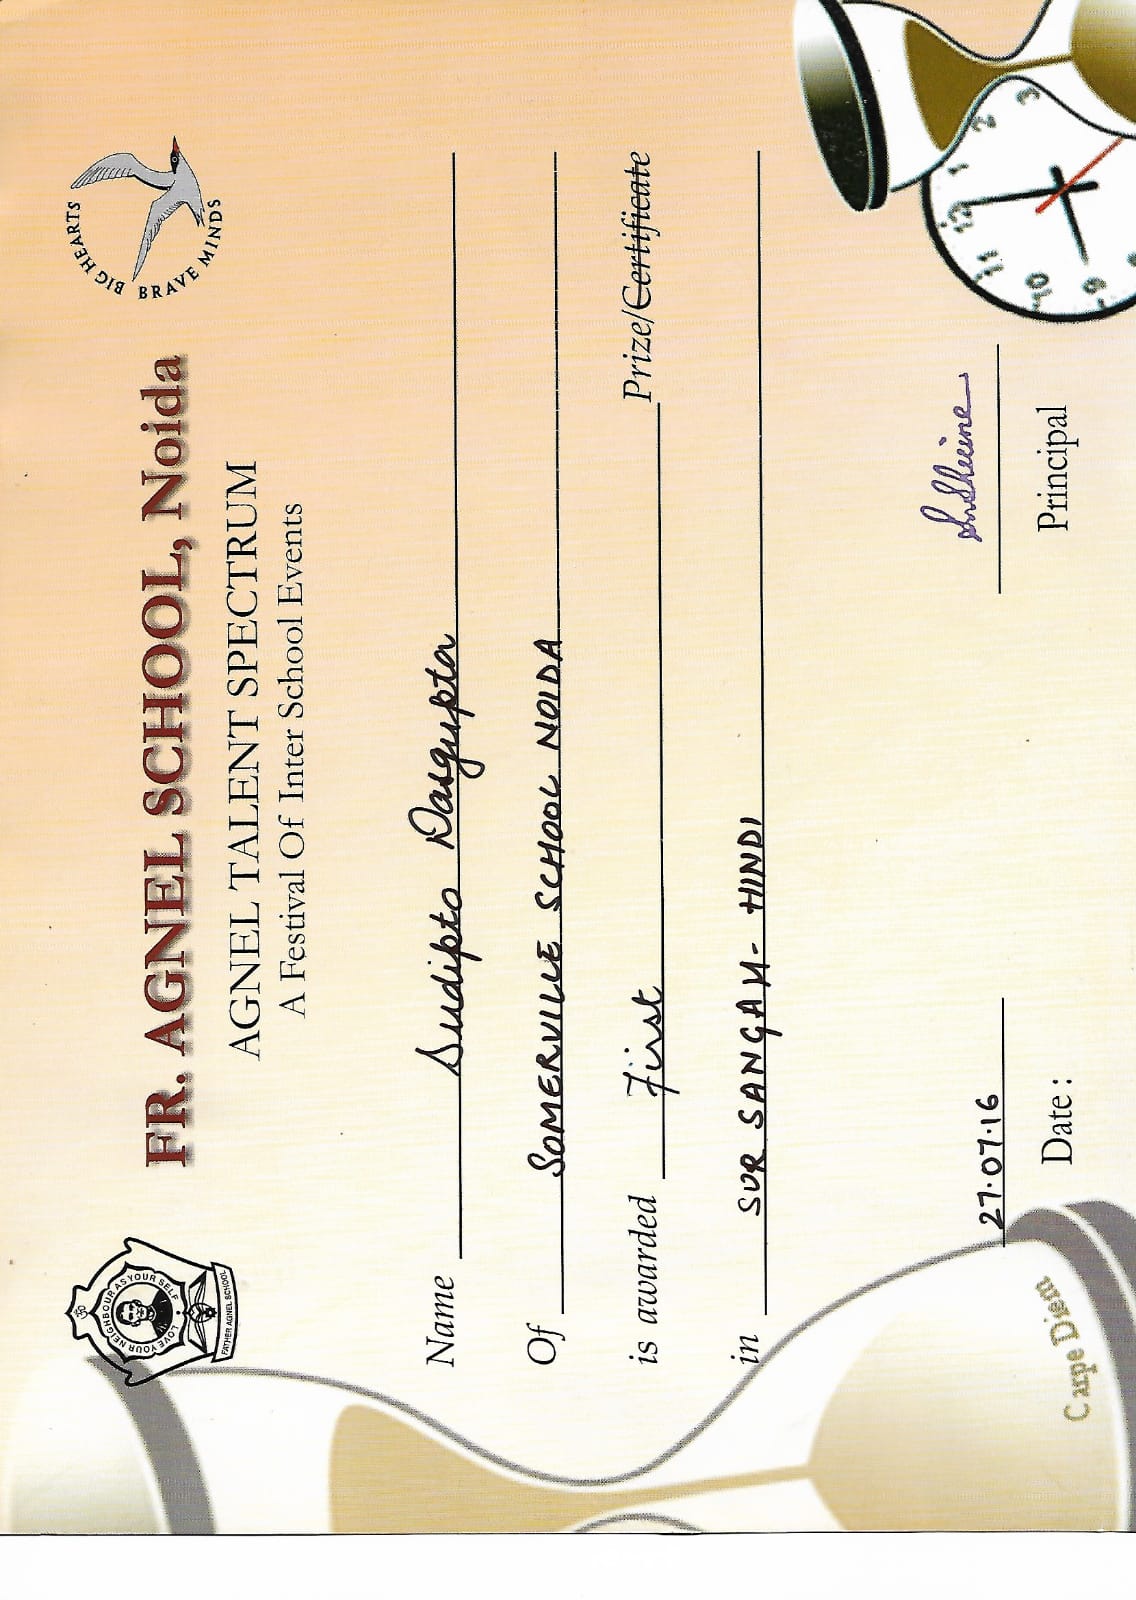 ॐ
LOVE YOUR NEIGHBOUR AS YOUR SELF
FATHER AGNEL SCHOOL
BIG HEARTS
BRAVE MINDS
FR. AGNEL SCHOOL, Noida
AGNEL TALENT SPECTRUM
A Festival Of Inter School Events
Name Sudipto Dasgupta
Of SOMERVILLE SCHOOL NOIDA
is awarded First Prize/Certificate
in SUR SANGAM- HINDI
27.07.16
Date :
Principal
Carpe Diem
11 12 1
10 2
9 3